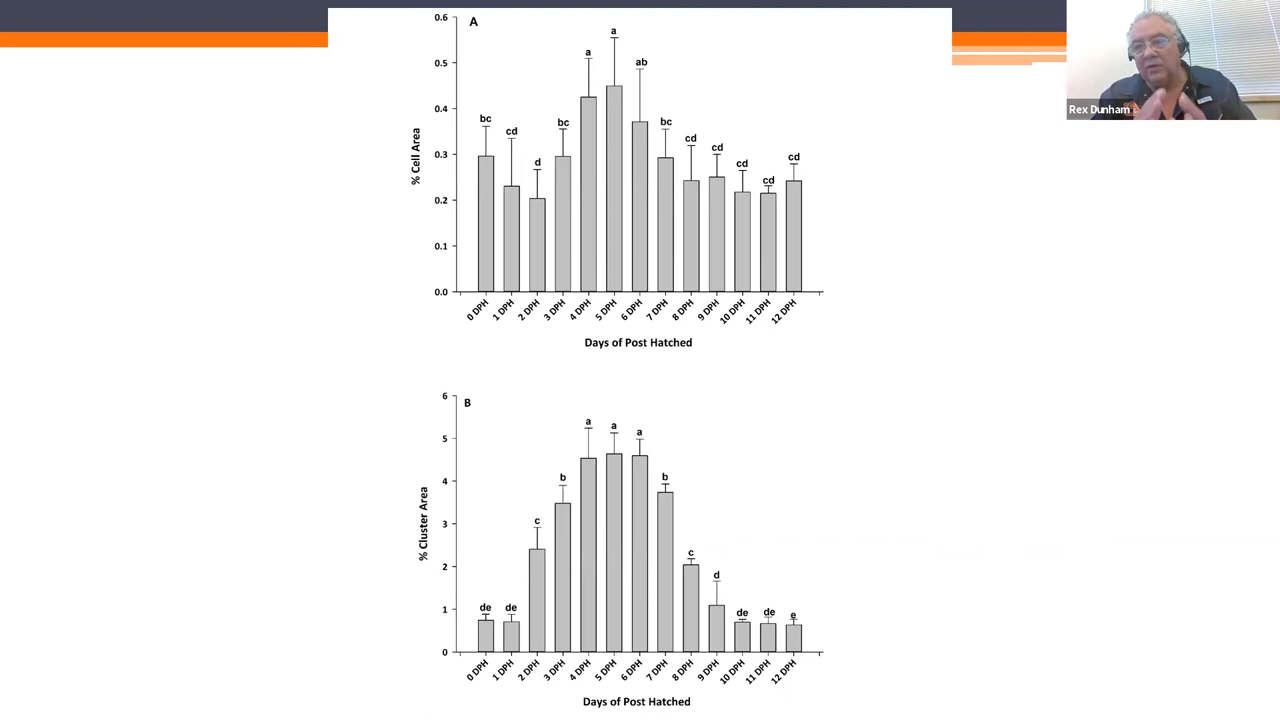 A
0.6
0.5
0.4
0.3
0.2
0.1
0.0
% Cell Area
bc cd d bc a a ab bc cd cd cd cd cd
0 DPH 1 DPH 2 DPH 3 DPH 4 DPH 5 DPH 6 DPH 7 DPH 8 DPH 9 DPH 10 DPH 11 DPH 12 DPH
Days of Post Hatched
B
6
5
4
3
2
1
0
% Cluster Area
de de c b a a a b c d de de e
0 DPH 1 DPH 2 DPH 3 DPH 4 DPH 5 DPH 6 DPH 7 DPH 8 DPH 9 DPH 10 DPH 11 DPH 12 DPH
Days of Post Hatched
Rex Dunham